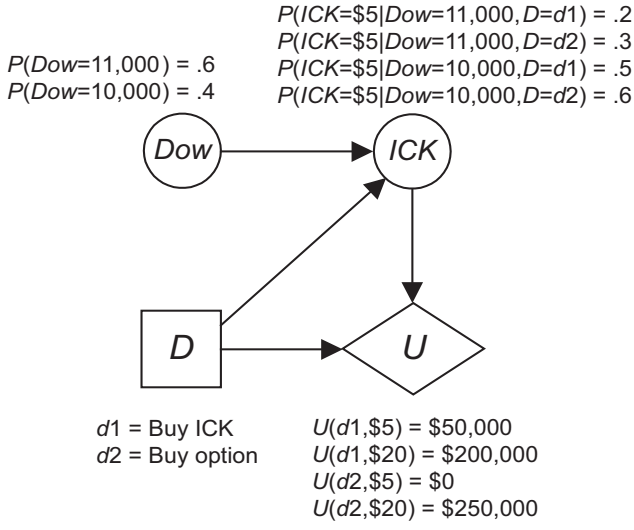 P(ICK=$5|Dow=11,000,D=d1) = .2
P(ICK=$5|Dow=11,000,D=d2) = .3
P(ICK=$5|Dow=10,000,D=d1) = .5
P(ICK=$5|Dow=10,000,D=d2) = .6
P(Dow=11,000) = .6
P(Dow=10,000) = .4
Dow
ICK
D
U
d1 = Buy ICK
d2 = Buy option
U(d1,$5) = $50,000
U(d1,$20) = $200,000
U(d2,$5) = $0
U(d2,$20) = $250,000